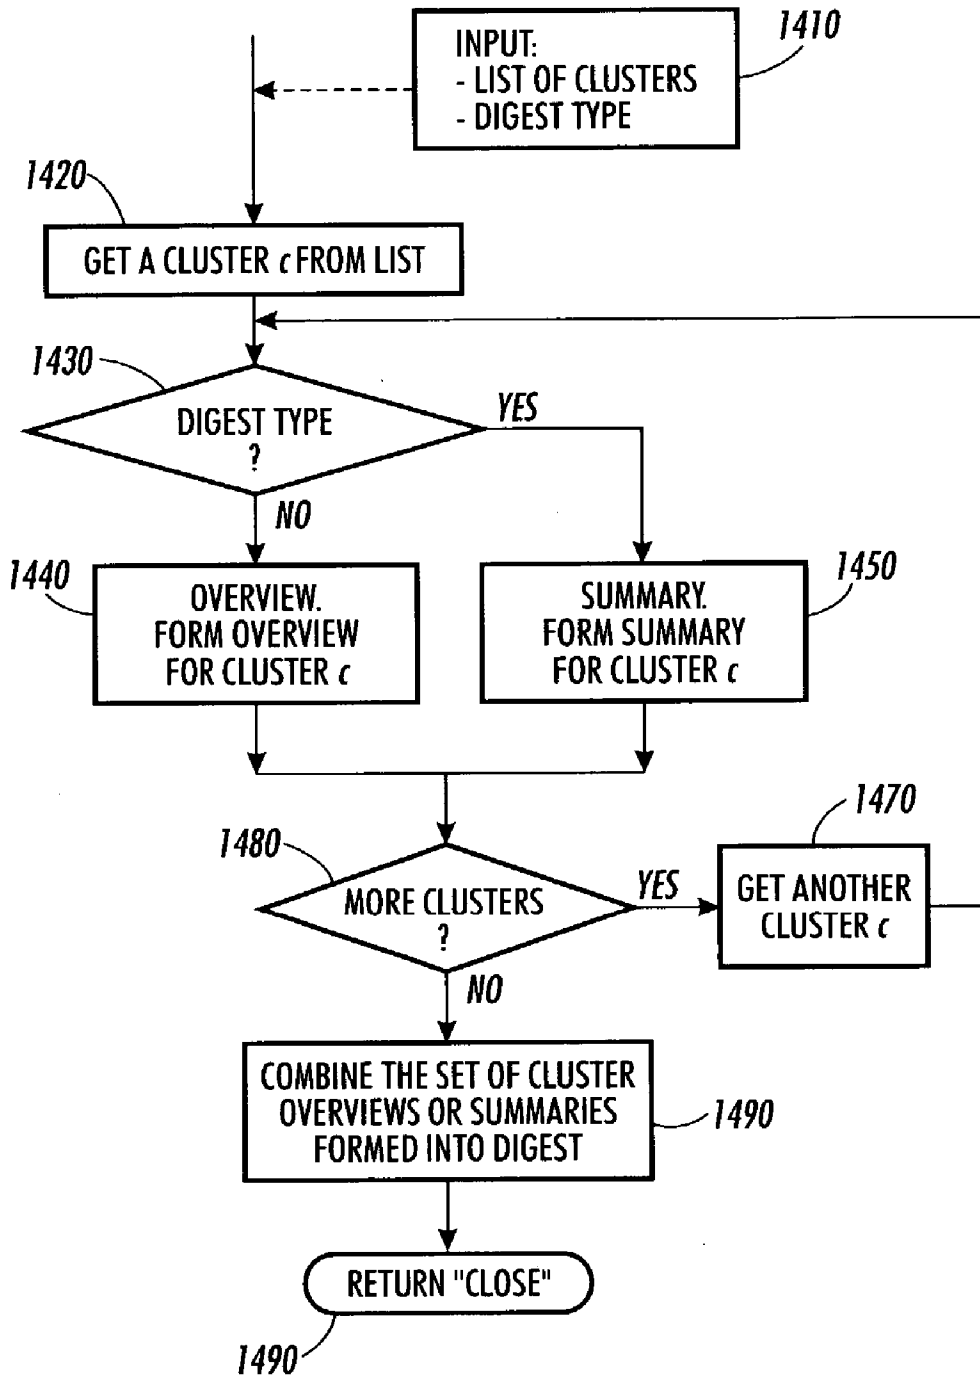 1410
INPUT:
- LIST OF CLUSTERS
- DIGEST TYPE
1420
GET A CLUSTER c FROM LIST
1430
DIGEST TYPE
?
YES
NO
1440
OVERVIEW.
FORM OVERVIEW
FOR CLUSTER c
1450
SUMMARY.
FORM SUMMARY
FOR CLUSTER c
1470
1480
MORE CLUSTERS
?
YES
GET ANOTHER
CLUSTER c
NO
COMBINE THE SET OF CLUSTER
OVERVIEWS OR SUMMARIES
FORMED INTO DIGEST
1490
RETURN "CLOSE"
1490